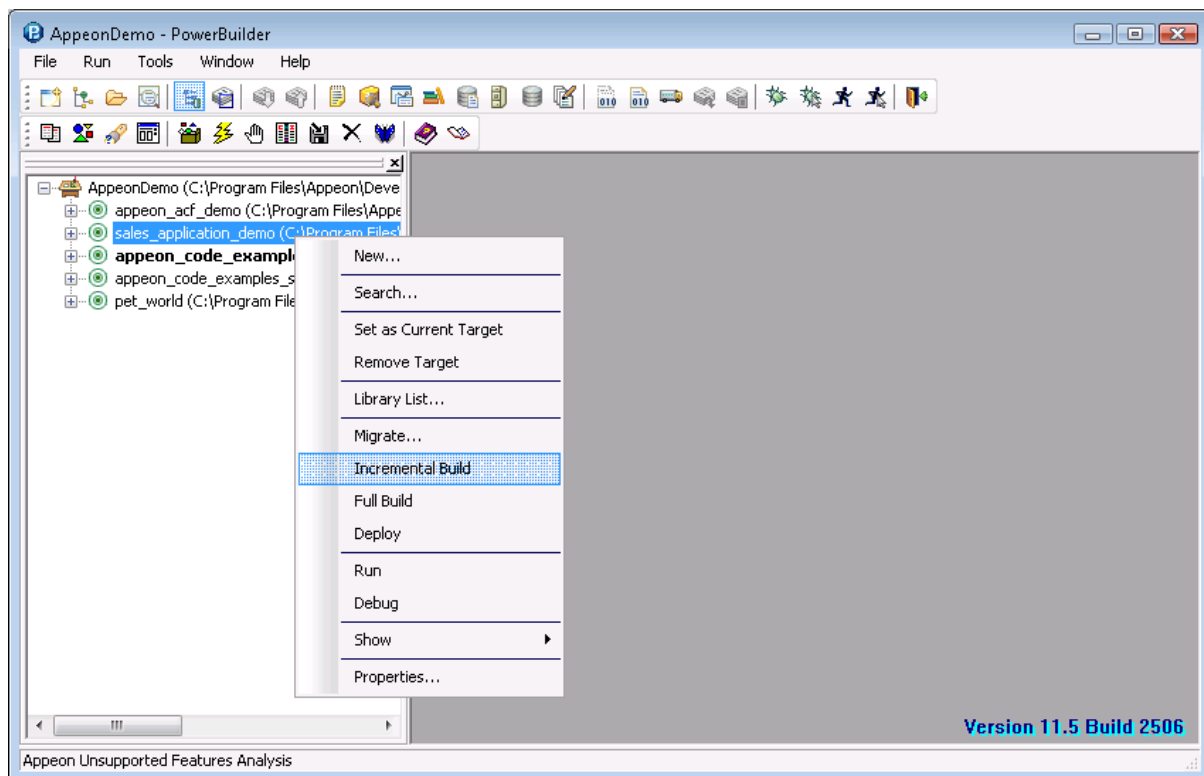 AppeonDemo - PowerBuilder
File Run Tools Window Help
AppeonDemo (C:\Program Files\Appeon\Deve
appeon_acf_demo (C:\Program Files\Appe
sales_application_demo (C:\Program Files\
appeon_code_exampl
appeon_code_examples_s
pet_world (C:\Program File
New...
Search...
Set as Current Target
Remove Target
Library List...
Migrate...
Incremental Build
Full Build
Deploy
Run
Debug
Show
Properties...
Version 11.5 Build 2506
Appeon Unsupported Features Analysis